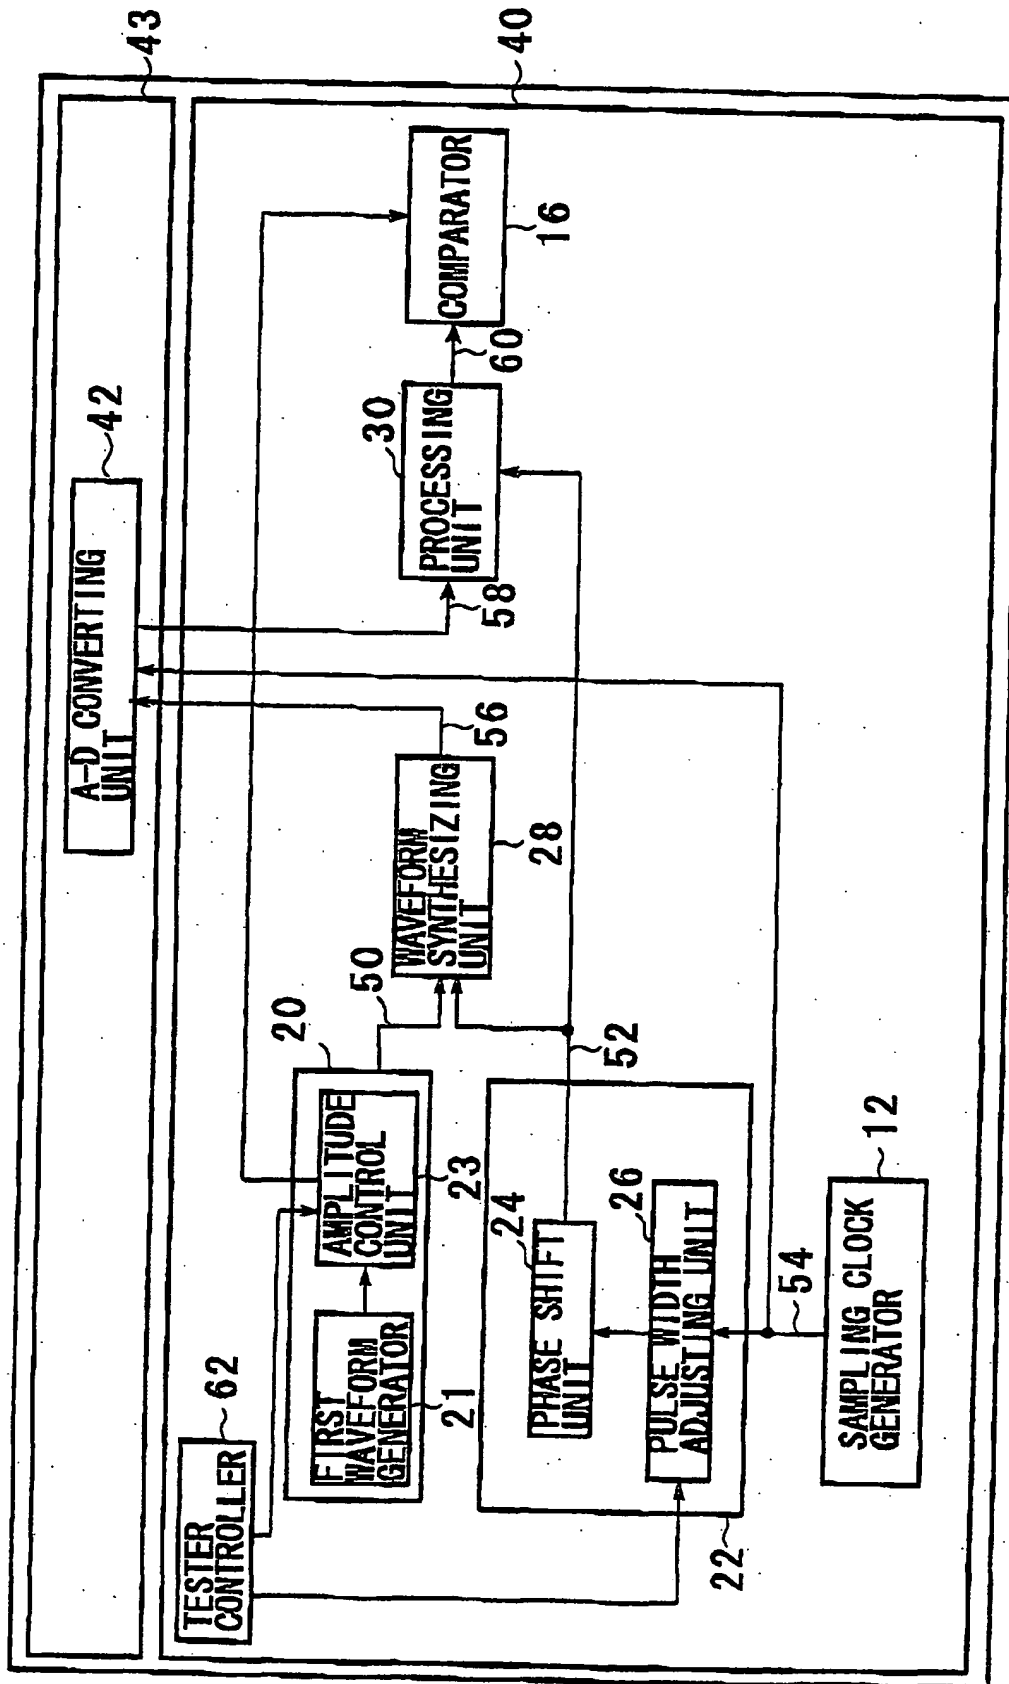 43
40
A-D CONVERTING
UNIT
42
TESTER
CONTROLLER
62
20
FIRST
WAVEFORM
GENERATOR
21
AMPLITUDE
CONTROL
UNIT
23
50
WAVEFORM
SYNTHESIZING
UNIT
28
56
58
PROCESSING
UNIT
30
60
COMPARATOR
16
22
PHASE SHIFT
UNIT
24
52
PULSE WIDTH
ADJUSTING UNIT
26
54
SAMPLING CLOCK
GENERATOR
12